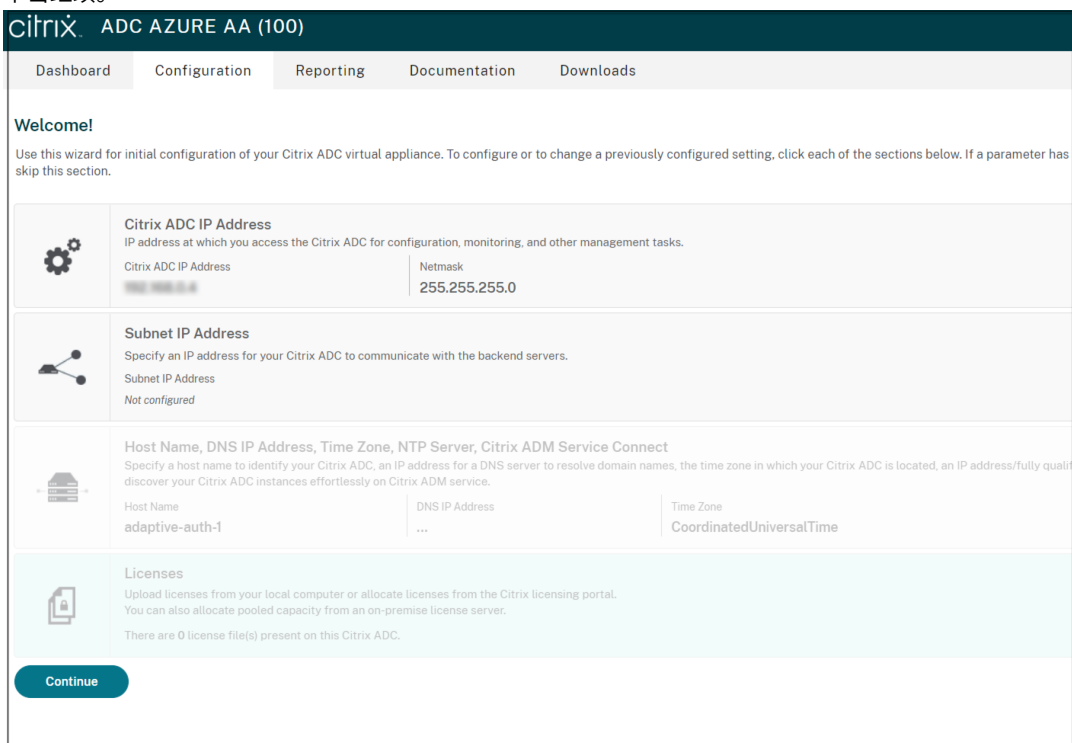 citrix ADC AZURE AA (100)
Dashboard Configuration Reporting Documentation Downloads
Welcome!
Use this wizard for initial configuration of your Citrix ADC virtual appliance. To configure or to change a previously configured setting, click each of the sections below. If a parameter has
skip this section.
Citrix ADC IP Address
IP address at which you access the Citrix ADC for configuration, monitoring, and other management tasks.
Citrix ADC IP Address Netmask
255.255.255.0
Subnet IP Address
Specify an IP address for your Citrix ADC to communicate with the backend servers.
Subnet IP Address
Not configured
Host Name, DNS IP Address, Time Zone, NTP Server, Citrix ADM Service Connect
Specify a host name to identify your Citrix ADC, an IP address for a DNS server to resolve domain names, the time zone in which your Citrix ADC is located, an IP address/fully qualif
discover your Citrix ADC instances effortlessly on Citrix ADM service.
Host Name DNS IP Address Time Zone
adaptive-auth-1 ... CoordinatedUniversalTime
Licenses
Upload licenses from your local computer or allocate licenses from the Citrix licensing portal.
You can also allocate pooled capacity from an on-premise license server.
There are 0 license file(s) present on this Citrix ADC.
Continue